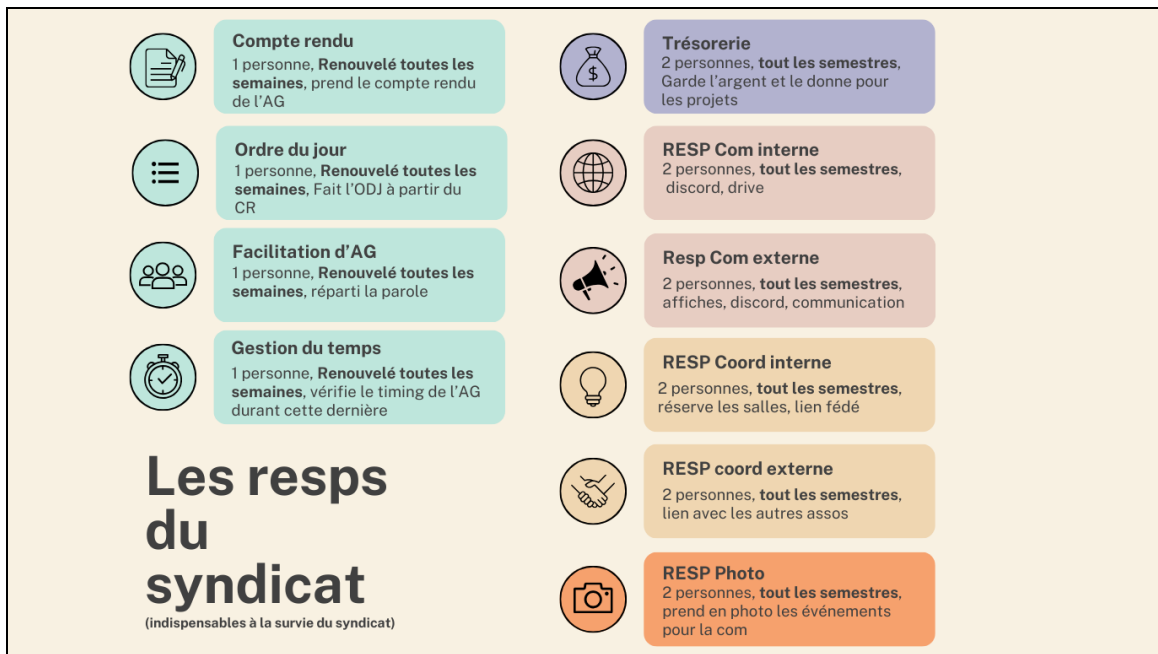 Compte rendu
1 personne, Renouvelé toutes les
semaines, prend le compte rendu
de l'AG
Ordre du jour
1 personne, Renouvelé toutes les
semaines, Fait l'ODJ à partir du
CR
Facilitation d'AG
1 personne, Renouvelé toutes les
semaines, réparti la parole
Gestion du temps
1 personne, Renouvelé toutes les
semaines, vérifie le timing de l'AG
durant cette dernière
Les resps
du
syndicat
(indispensables à la survie du syndicat)
$
Trésorerie
2 personnes, tout les semestres,
Garde l'argent et le donne pour
les projets
RESP Com interne
2 personnes, tout les semestres,
discord, drive
Resp Com externe
2 personnes, tout les semestres,
affiches, discord, communication
RESP Coord interne
2 personnes, tout les semestres,
réserve les salles, lien fédé
RESP coord externe
2 personnes, tout les semestres,
lien avec les autres assos
RESP Photo
2 personnes, tout les semestres,
prend en photo les événements
pour la com